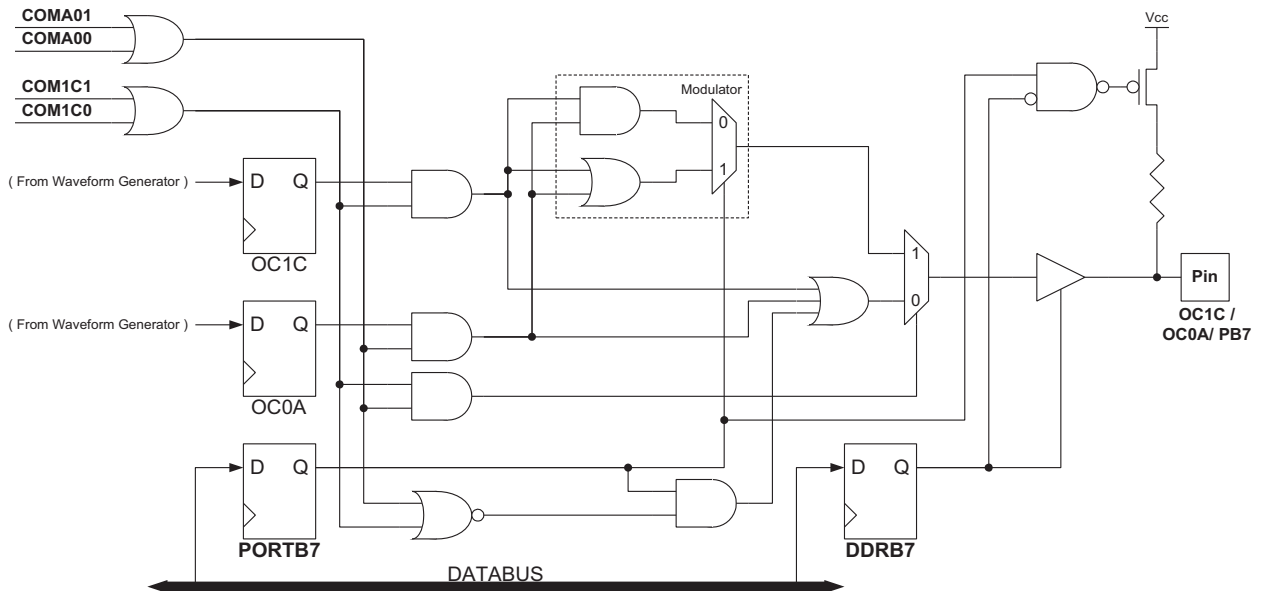 COMA01
COMA00
Vcc
COM1C1
COM1C0
Modulator
0
1
( From Waveform Generator )
D Q
OC1C
1
0
Pin
OC1C /
OC0A/ PB7
( From Waveform Generator )
D Q
OC0A
D Q
PORTB7
D Q
DDRB7
DATABUS